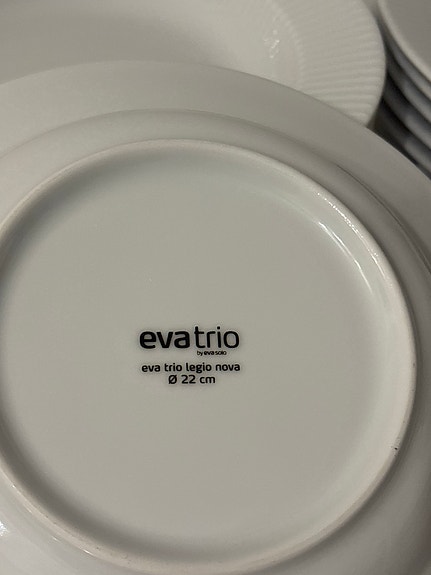 evatrio
by eva solo
eva trio legio nova
Ø 22 cm